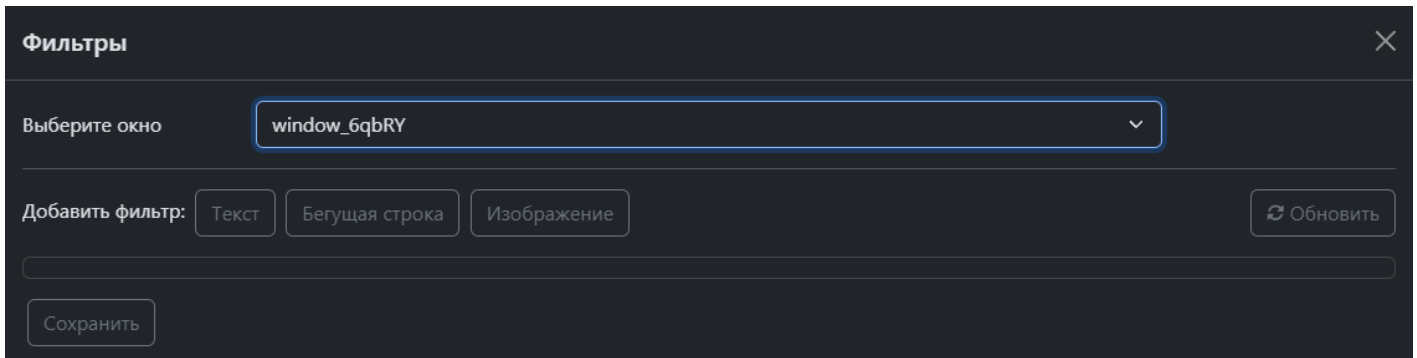 Фильтры
Выберите окно window_6qbRY
Добавить фильтр: Текст Бегущая строка Изображение Обновить
Сохранить